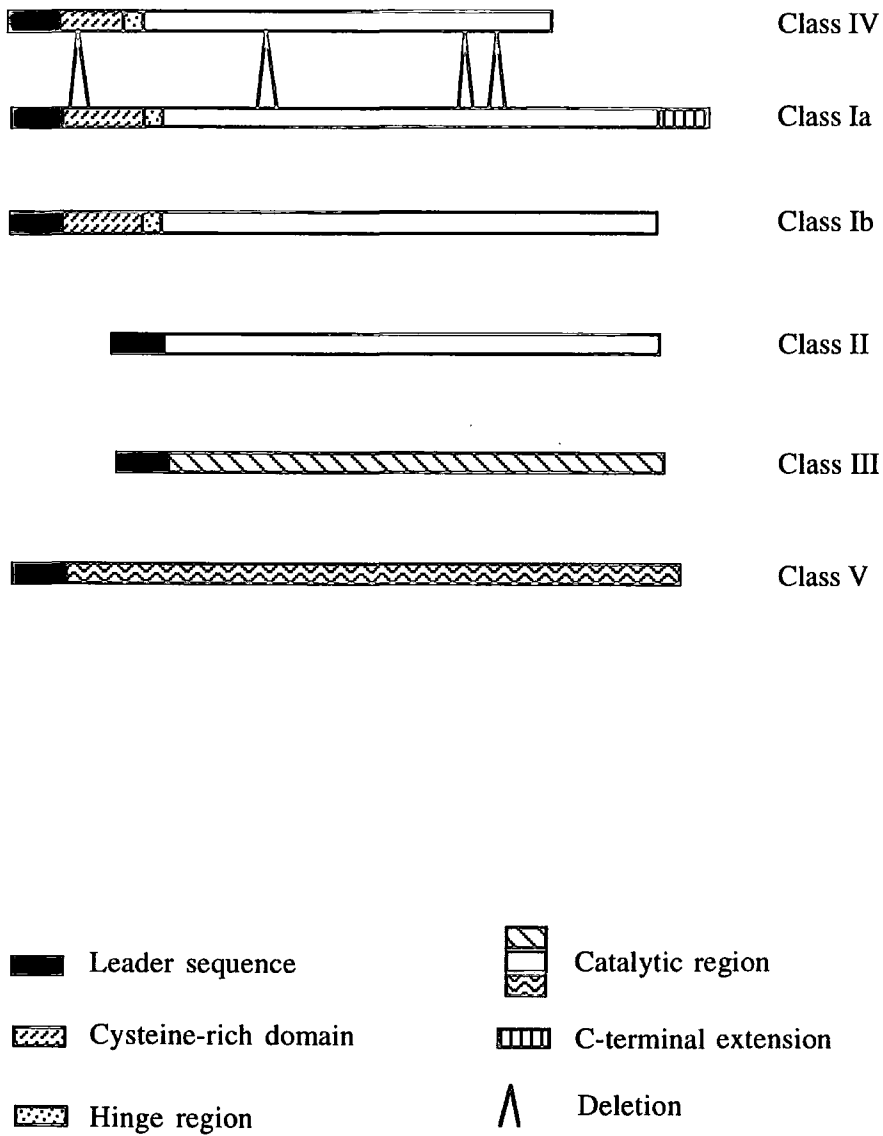 Class IV
Class Ia
Class Ib
Class II
Class III
Class V
Leader sequence
Catalytic region
Cysteine-rich domain
C-terminal extension
Hinge region
Deletion